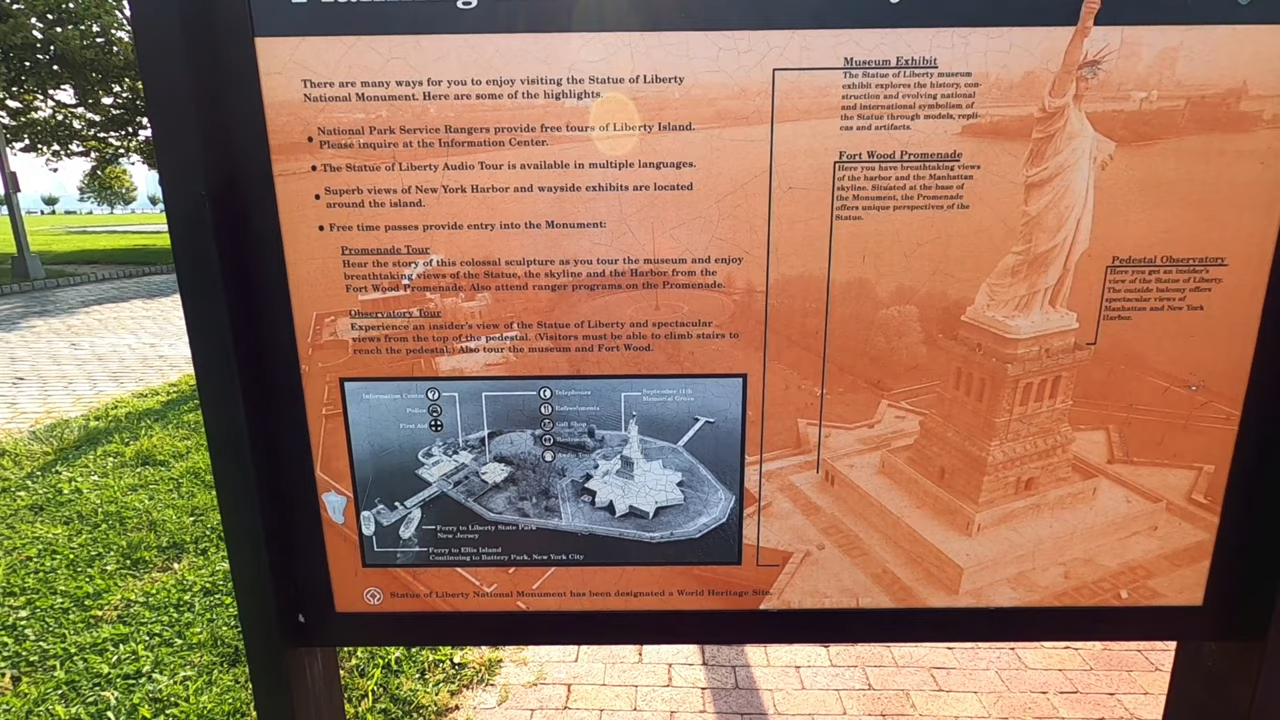 There are many ways for you to enjoy visiting the Statue of Liberty
National Monument. Here are some of the highlights.
• National Park Service Rangers provide free tours of Liberty Island.
Please inquire at the Information Center.
• The Statue of Liberty Audio Tour is available in multiple languages.
• Superb views of New York Harbor and wayside exhibits are located
around the island.
• Free time passes provide entry into the Monument:
Promenade Tour
Hear the story of this colossal sculpture as you tour the museum and enjoy
breathtaking views of the Statue, the skyline and the Harbor from the
Fort Wood Promenade. Also attend ranger programs on the Promenade.
Observatory Tour
Experience an insider's view of the Statue of Liberty and spectacular
views from the top of the pedestal. (Visitors must be able to climb stairs to
reach the pedestal.) Also tour the museum and Fort Wood.
Information Center
Police
First Aid
Telephones
Refreshments
Gift Shop
Restrooms
Audio Tour
September 11th
Memorial Grove
Ferry to Liberty State Park
New Jersey
Ferry to Ellis Island
Continuing to Battery Park, New York City
Statue of Liberty National Monument has been designated a World Heritage Site.
Museum Exhibit
The Statue of Liberty museum
exhibit explores the history, con-
struction and evolving national
and international symbolism of
the Statue through models, repli-
cas and artifacts.
Fort Wood Promenade
Here you have breathtaking views
of the harbor and the Manhattan
skyline. Situated at the base of
the Monument, the Promenade
offers unique perspectives of the
Statue.
Pedestal Observatory
Here you get an insider's
view of the Statue of Liberty.
The outside balcony offers
spectacular views of
Manhattan and New York
Harbor.